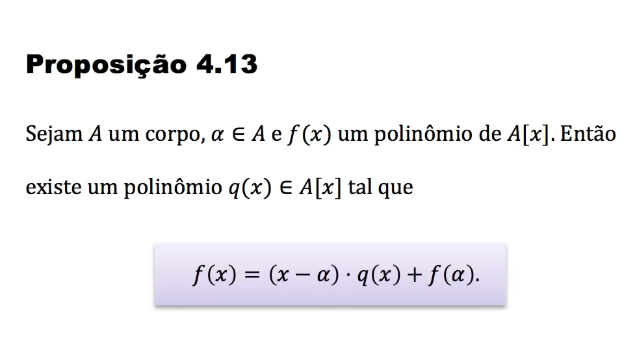 Proposição 4.13
Sejam A um corpo, α ∈ A e f(x) um polinômio de A[x]. Então
existe um polinômio q(x) ∈ A[x] tal que
f(x) = (x − α) · q(x) + f(α).